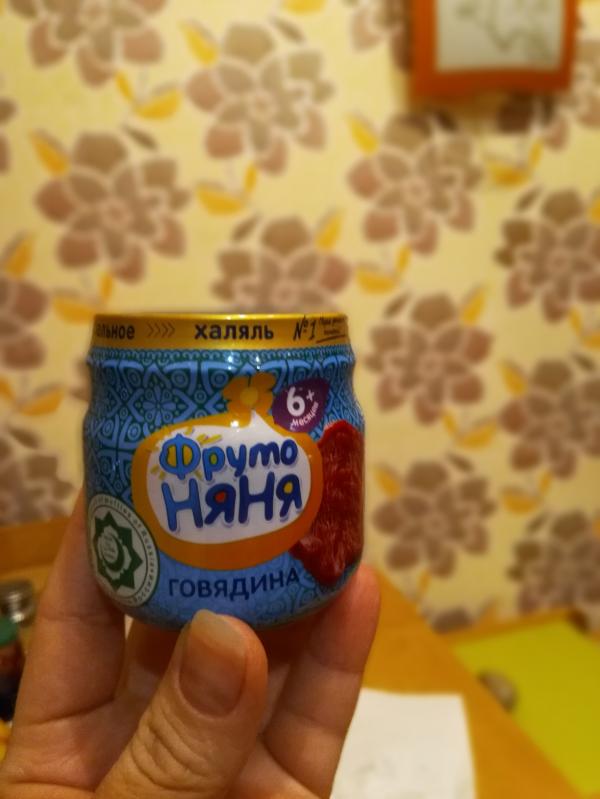 халяль №1
6+
месяцев
Фруто
НЯНЯ
ГОВЯДИНА